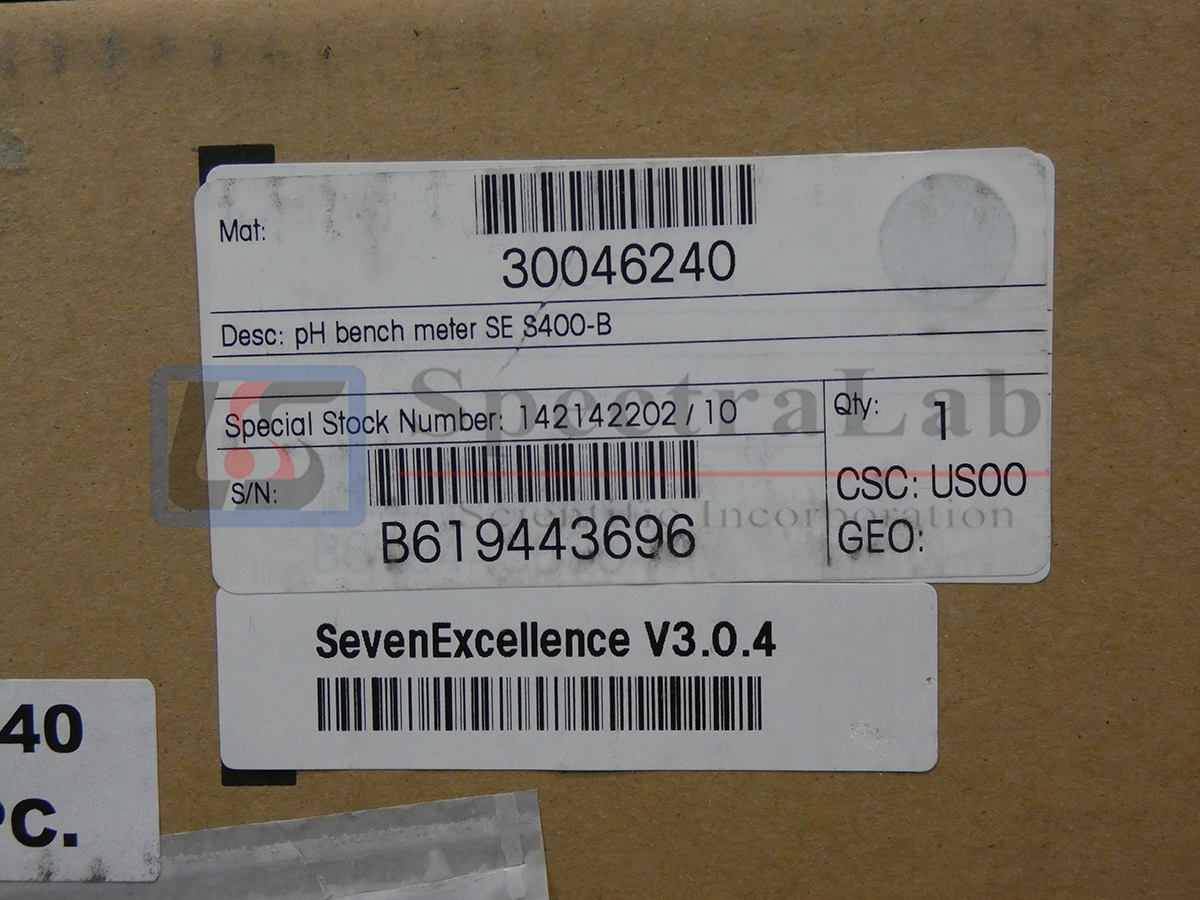 Mat:
30046240
Desc: pH bench meter SE S400-B
Special Stock Number: 142142202 / 10
Qty: 1
S/N:
B619443696
CSC: US00
GEO:
SpectraLab
Scientific Incorporation
SevenExcellence V3.0.4
40
PC.